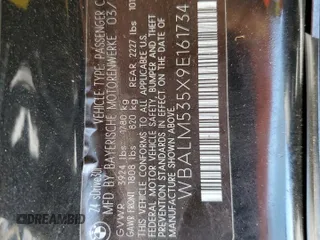 VEHICLE TYPE: PASSENGER C
MFD BY BAYERISCHE MOTORENWERKE 03/
GVWR 3924 lbs 1780 kg
GAWR FRONT 1808 lbs 820 kg REAR 2227 lbs 101
THIS VEHICLE CONFORMS TO ALL APPLICABLE U.S.
FEDERAL MOTOR VEHICLE SAFETY, BUMPER AND THEFT
PREVENTION STANDARDS IN EFFECT ON THE DATE OF
MANUFACTURE SHOWN ABOVE.
WBALM535X9E161734
DREAMBID